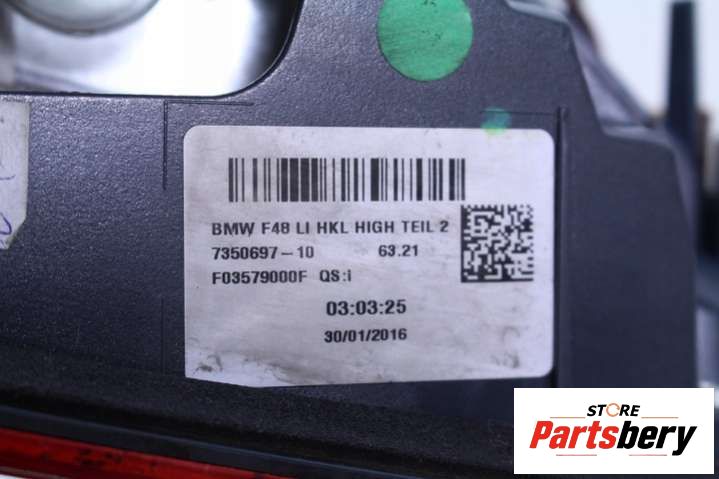 BMW F48 LI HKL HIGH TEIL 2
7350697-10 63.21
F03579000F QS:i
03:03:25
30/01/2016
STORE
Partsbery